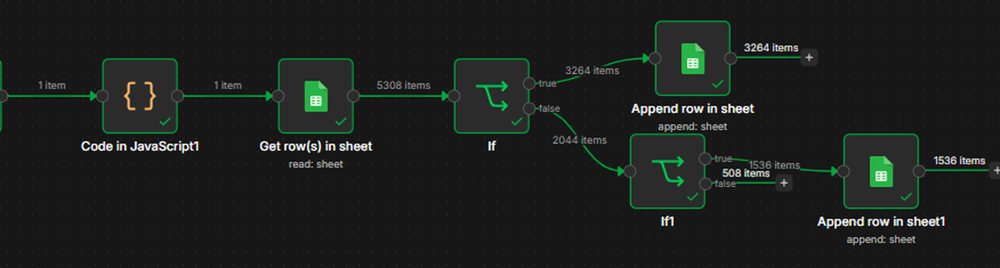 1 item
Code in JavaScript1
1 item
Get row(s) in sheet
read: sheet
5308 items
If
true
false
3264 items
2044 items
Append row in sheet
append: sheet
3264 items
+
If1
true
false
1536 items
508 items
+
Append row in sheet1
append: sheet
1536 items
+